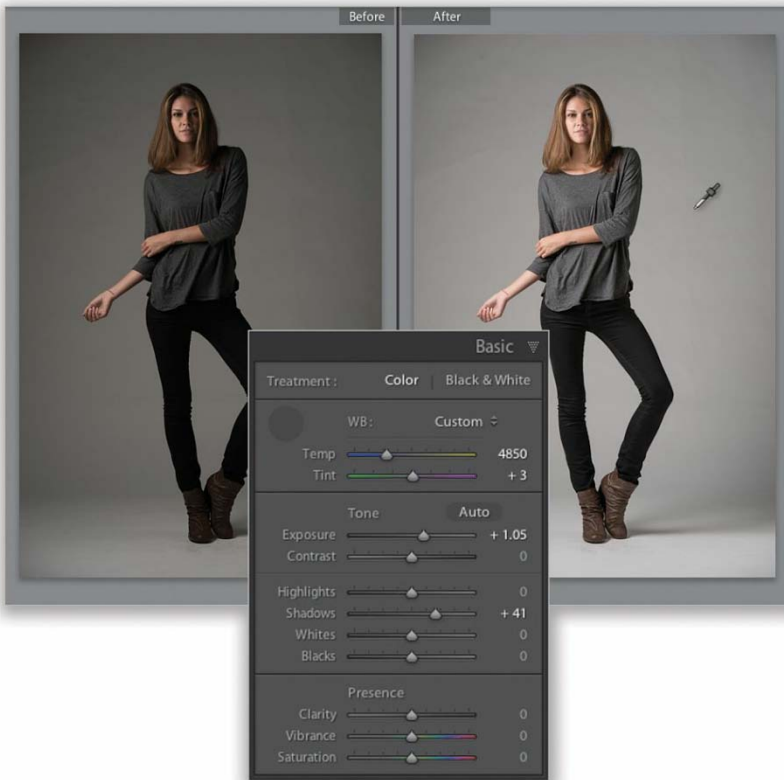 Before After
Basic
Treatment : Color | Black & White
WB : Custom
Temp 4850
Tint + 3
Tone Auto
Exposure + 1.05
Contrast 0
Highlights 0
Shadows + 41
Whites 0
Blacks 0
Presence
Clarity 0
Vibrance 0
Saturation 0